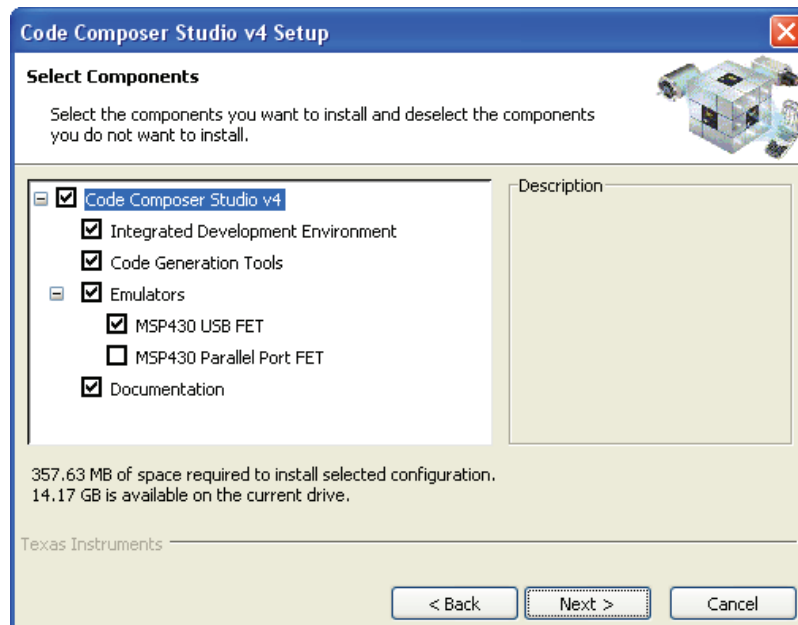 Code Composer Studio v4 Setup
Select Components
Select the components you want to install and deselect the components
you do not want to install.
Code Composer Studio v4
Integrated Development Environment
Code Generation Tools
Emulators
MSP430 USB FET
MSP430 Parallel Port FET
Documentation
Description
357.63 MB of space required to install selected configuration.
14.17 GB is available on the current drive.
Texas Instruments
< Back
Next >
Cancel